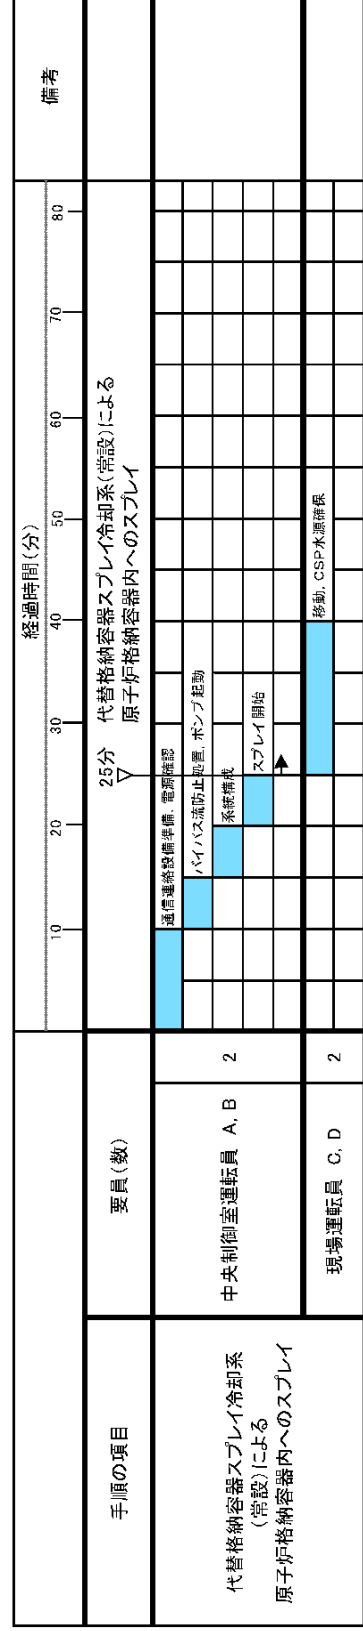 経過時間(分)
備考
10 20 30 40 50 60 70 80
手順の項目
要員(数)
25分 代替格納容器スプレイ冷却系(常設)による
原子炉格納容器内へのスプレイ
代替格納容器スプレイ冷却系
(常設)による
原子炉格納容器内へのスプレイ
中央制御室運転員 A, B
2
通信連絡設備準備、電源確認
バイパス流防止処置、ポンプ起動
系統構成
スプレイ開始
現場運転員 C, D
2
移動, CSP水源確保